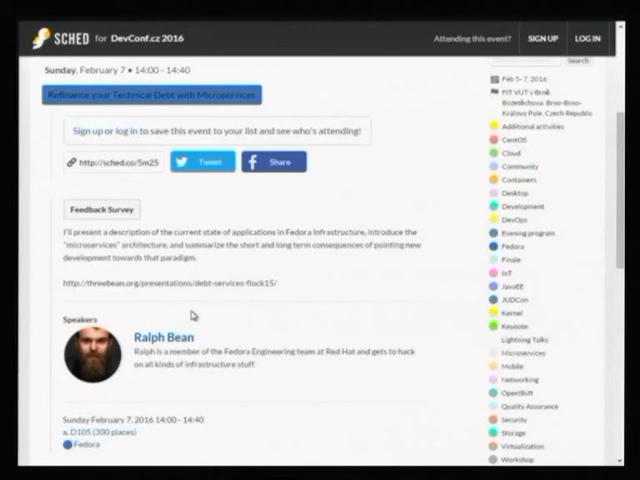 SCHED for DevConf.cz 2016
Attending this event? SIGN UP LOG IN
Sunday, February 7 • 14:00 - 14:40
Refinance your Technical Debt with Microservices
Sign up or log in to save this event to your list and see who's attending!
http://sched.co/5m25 Tweet Share
Feedback Survey
I'll present a description of the current state of applications in Fedora Infrastructure, introduce the
"microservices" architecture, and summarize the short and long term consequences of pointing new
development towards that paradigm.
http://threebean.org/presentations/debt-services-flock15/
Speakers
Ralph Bean
Ralph is a member of the Fedora Engineering team at Red Hat and gets to hack
on all kinds of infrastructure stuff.
Sunday February 7, 2016 14:00 - 14:40
a. D105 (300 places)
Fedora
Search
Feb 5-7, 2016
FIT VUT v Brně,
Božetěchova, Brno-Brno-
Královo Pole, Czech Republic
Additional activities
CentOS
Cloud
Community
Containers
Desktop
Development
DevOps
Evening program
Fedora
Finale
IoT
JavaEE
JUDCon
Kernel
Keynote
Lightning Talks
Microservices
Mobile
Networking
OpenShift
Quality Assurance
Security
Storage
Virtualization
Workshop